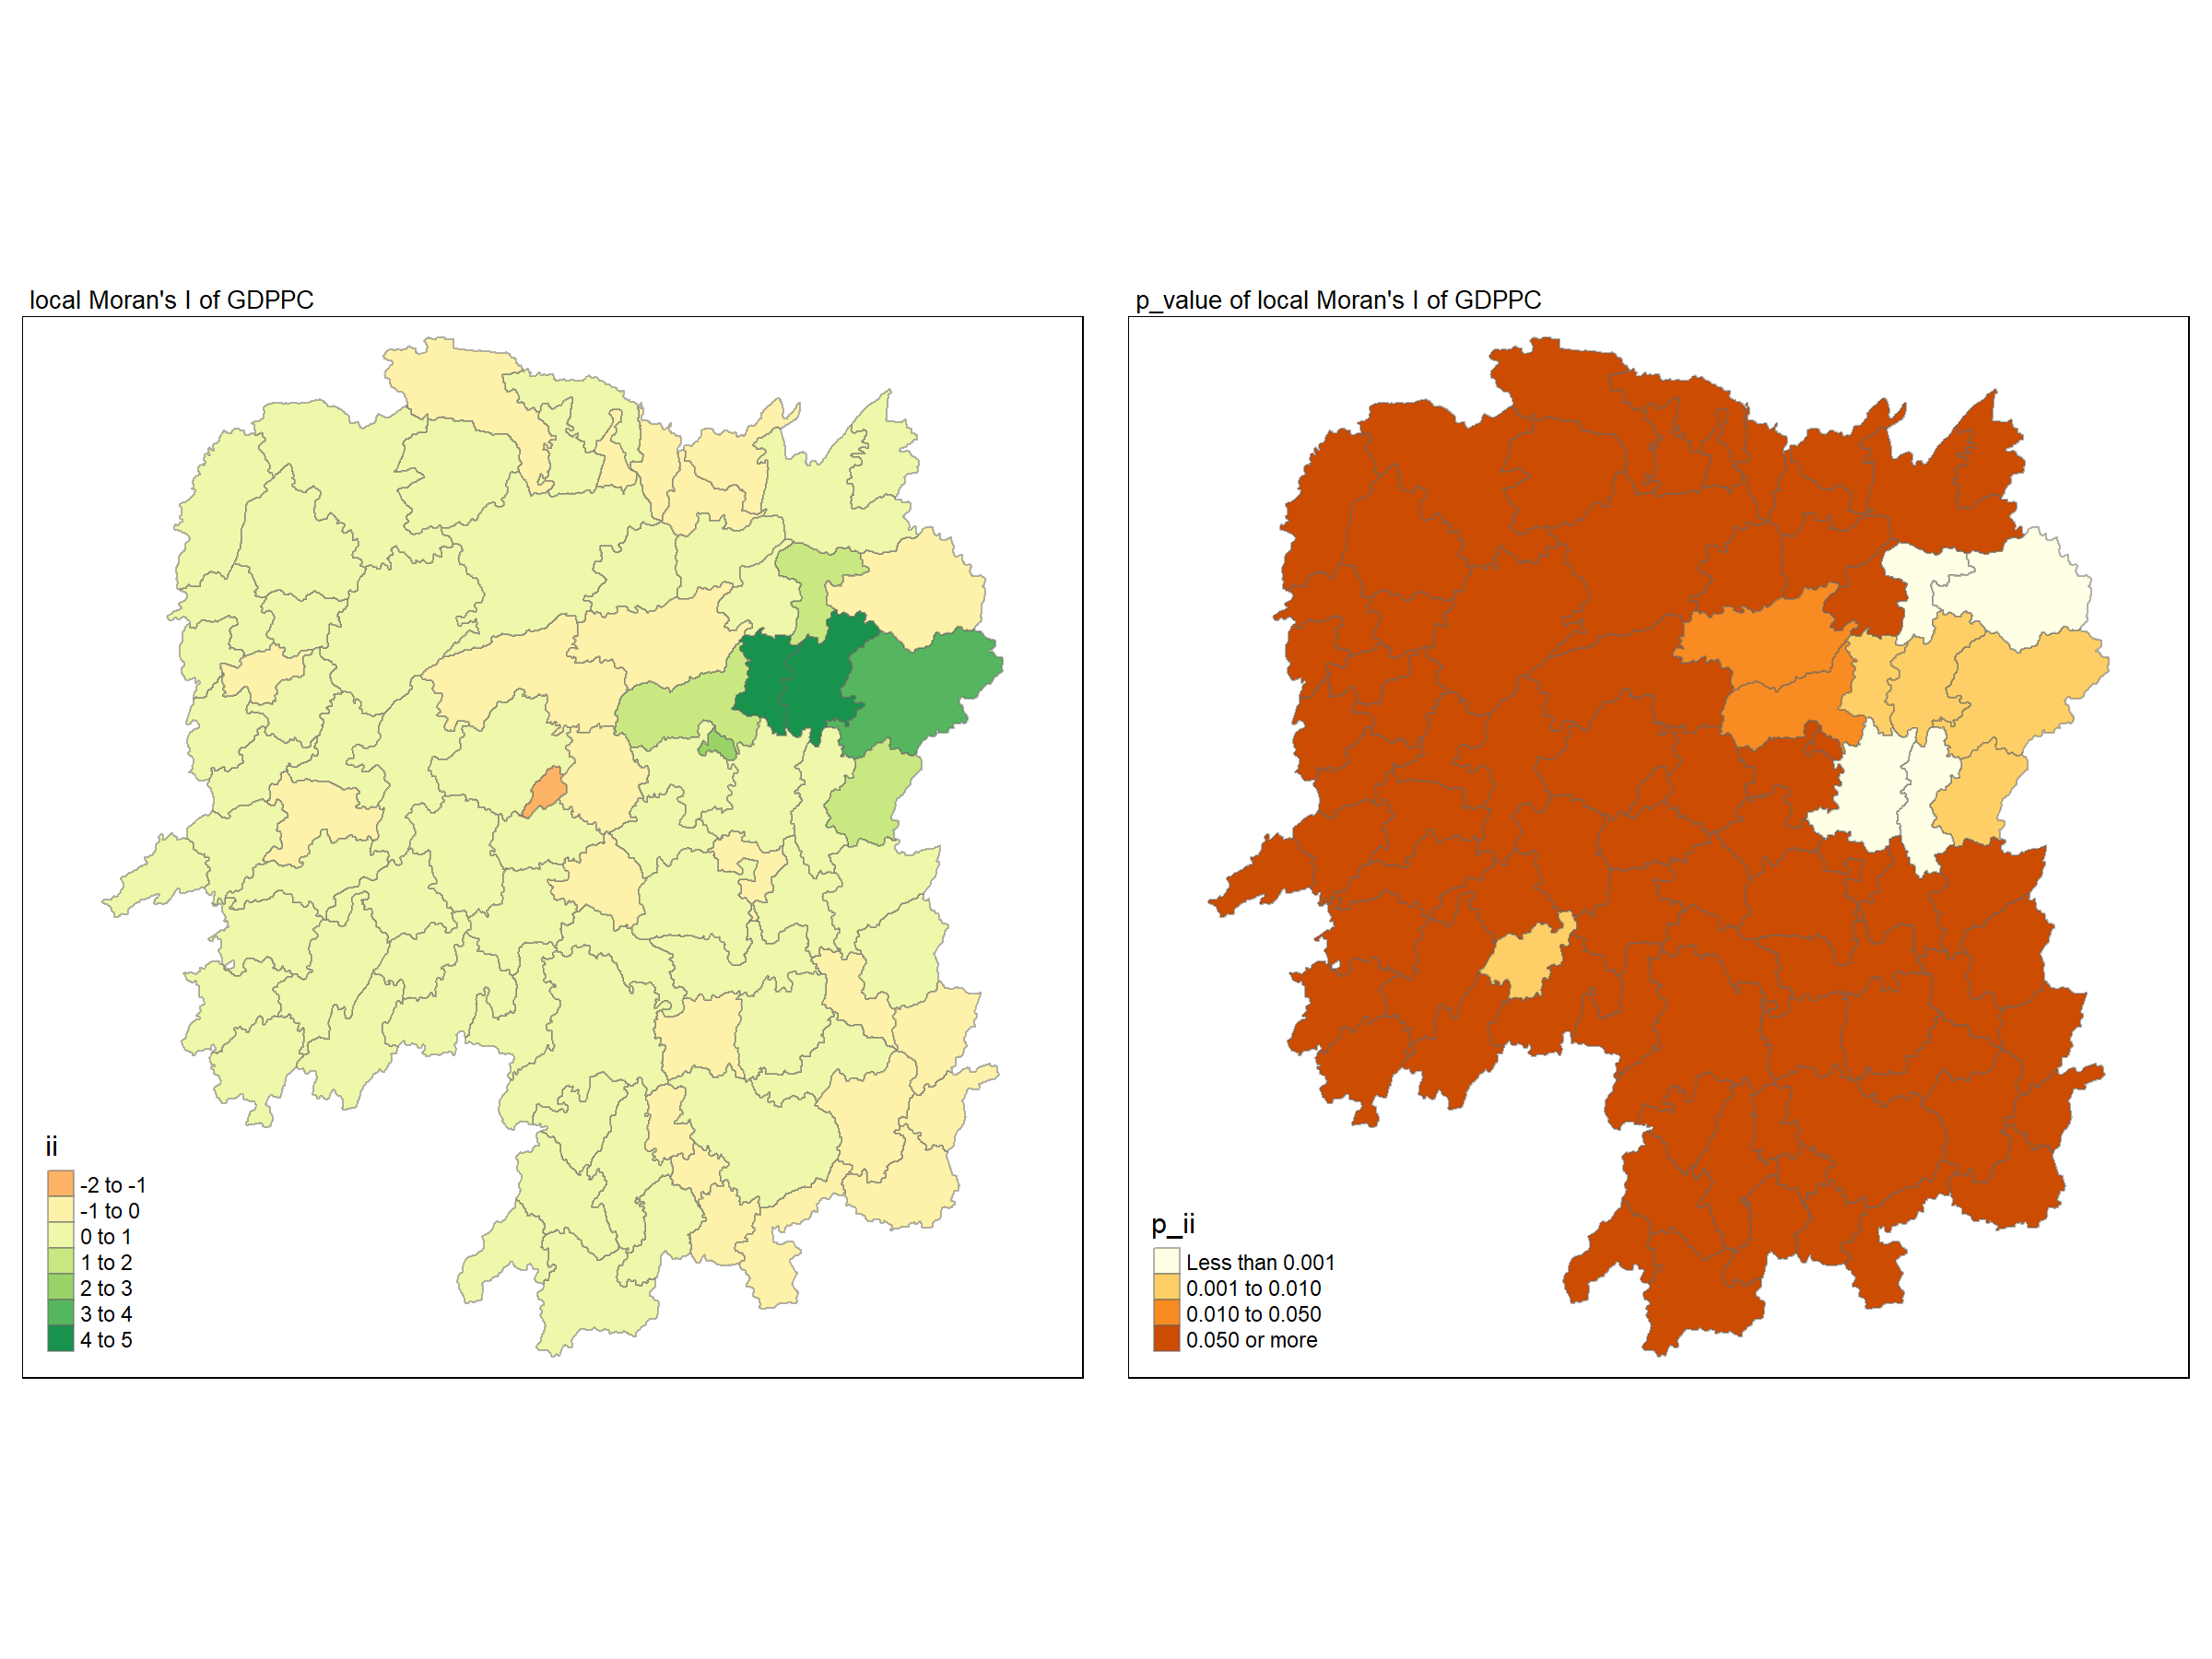 local Moran's I of GDPPC
ii
-2 to -1
-1 to 0
0 to 1
1 to 2
2 to 3
3 to 4
4 to 5
p_value of local Moran's I of GDPPC
p_ii
Less than 0.001
0.001 to 0.010
0.010 to 0.050
0.050 or more